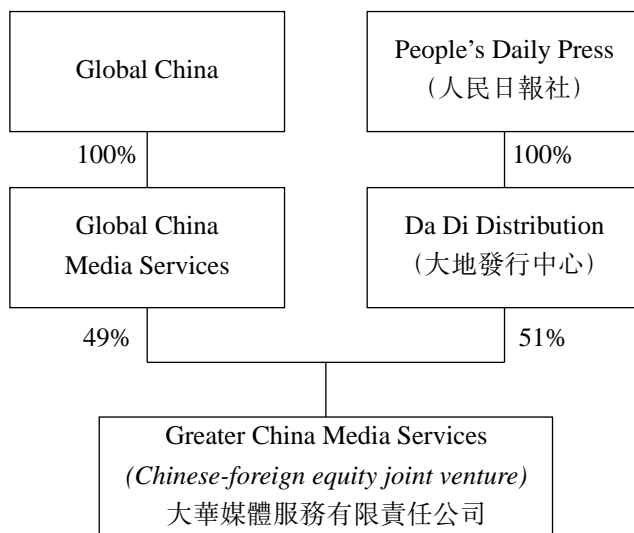 Global China
People's Daily Press
(人民日報社)
100%
100%
Global China
Media Services
Da Di Distribution
(大地發行中心)
49%
51%
Greater China Media Services
(Chinese-foreign equity joint venture)
大華媒體服務有限責任公司